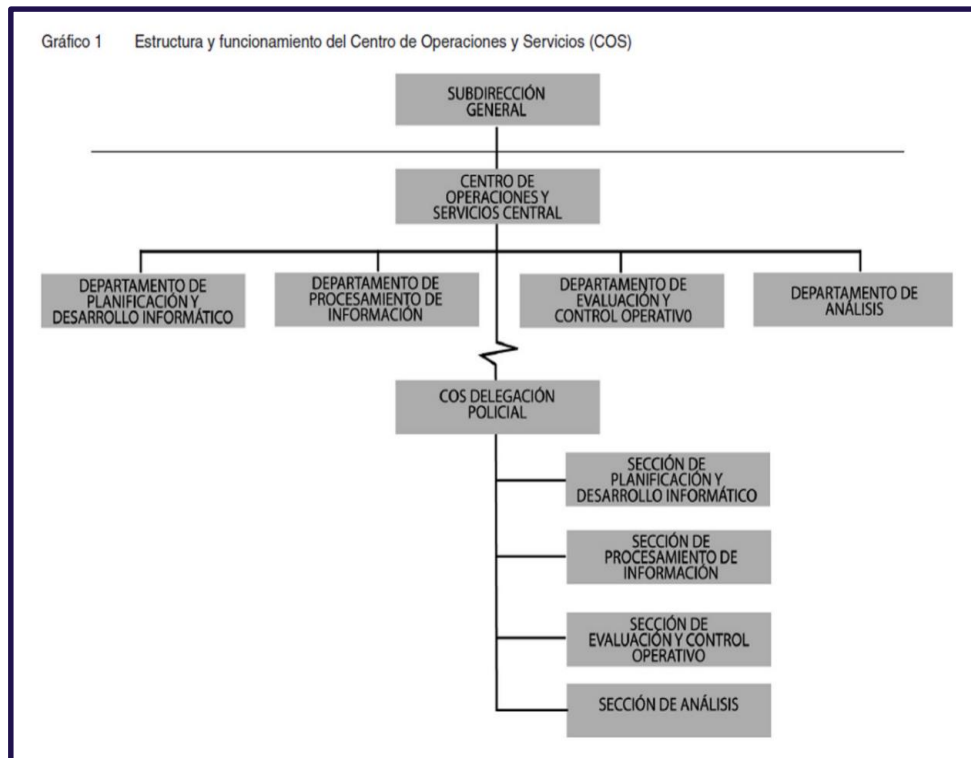 Gráfico 1 Estructura y funcionamiento del Centro de Operaciones y Servicios (COS)
SUBDIRECCIÓN
GENERAL
CENTRO DE
OPERACIONES Y
SERVICIOS CENTRAL
DEPARTAMENTO DE
PLANIFICACIÓN Y
DESARROLLO INFORMÁTICO
DEPARTAMENTO DE
PROCESAMIENTO DE
INFORMACIÓN
DEPARTAMENTO DE
EVALUACIÓN Y
CONTROL OPERATIV0
DEPARTAMENTO DE
ANÁLISIS
COS DELEGACIÓN
POLICIAL
SECCIÓN DE
PLANIFICACIÓN Y
DESARROLLO INFORMÁTICO
SECCIÓN DE
PROCESAMIENTO DE
INFORMACIÓN
SECCIÓN DE
EVALUACIÓN Y CONTROL
OPERATIVO
SECCIÓN DE ANÁLISIS